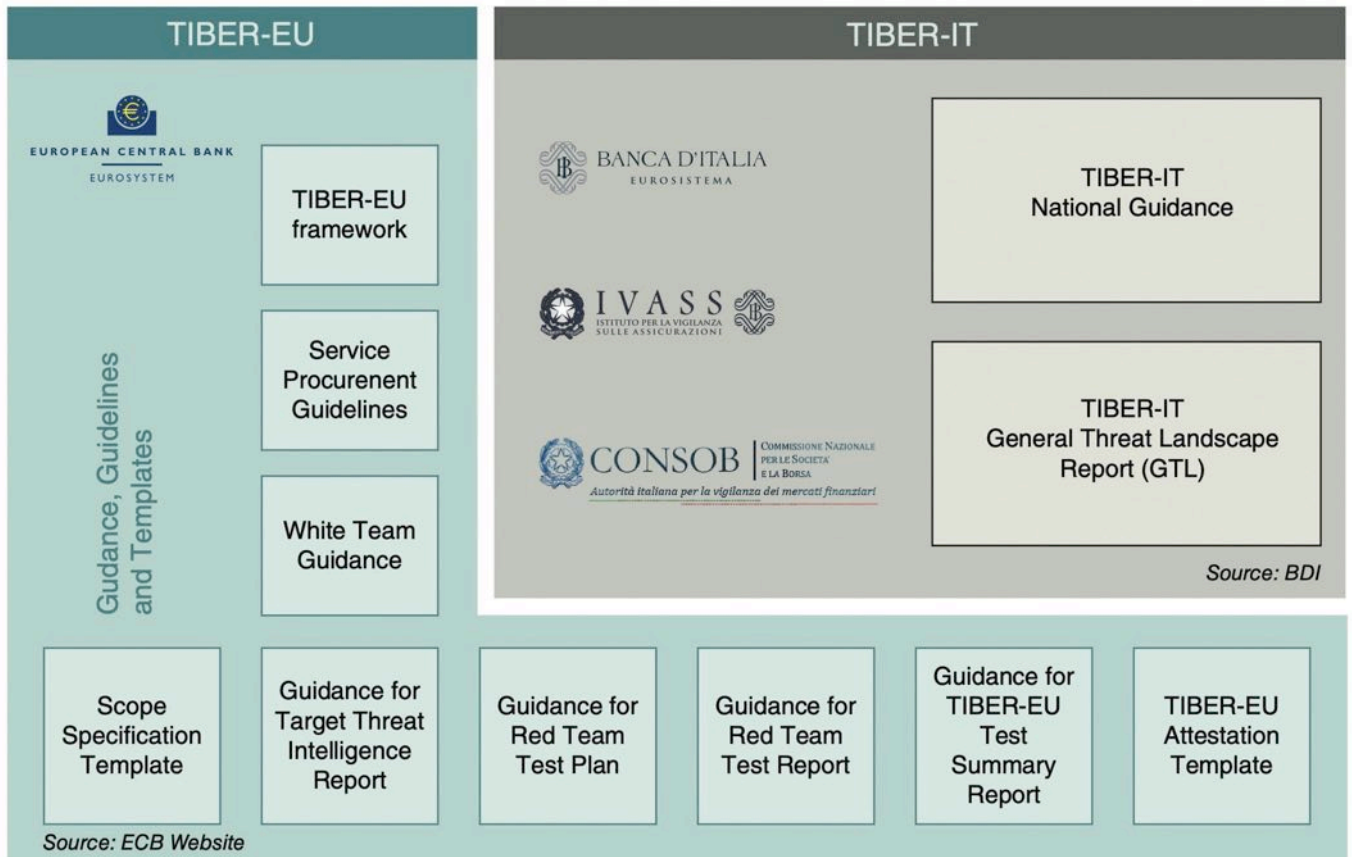 TIBER-EU
EUROPEAN CENTRAL BANK
EUROSYSTEM
TIBER-EU
framework
Service
Procurenent
Guidelines
White Team
Guidance
Gudance, Guidelines
and Templates
TIBER-IT
BANCA D'ITALIA
EUROSISTEMA
IVASS
ISTITUTO PER LA VIGILANZA
SULLE ASSICURAZIONI
CONSOB
COMMISSIONE NAZIONALE
PER LE SOCIETA'
E LA BORSA
Autorità italiana per la vigilanza dei mercati finanziari
TIBER-IT
National Guidance
TIBER-IT
General Threat Landscape
Report (GTL)
Source: BDI
Scope
Specification
Template
Guidance for
Target Threat
Intelligence
Report
Guidance for
Red Team
Test Plan
Guidance for
Red Team
Test Report
Guidance for
TIBER-EU
Test
Summary
Report
TIBER-EU
Attestation
Template
Source: ECB Website